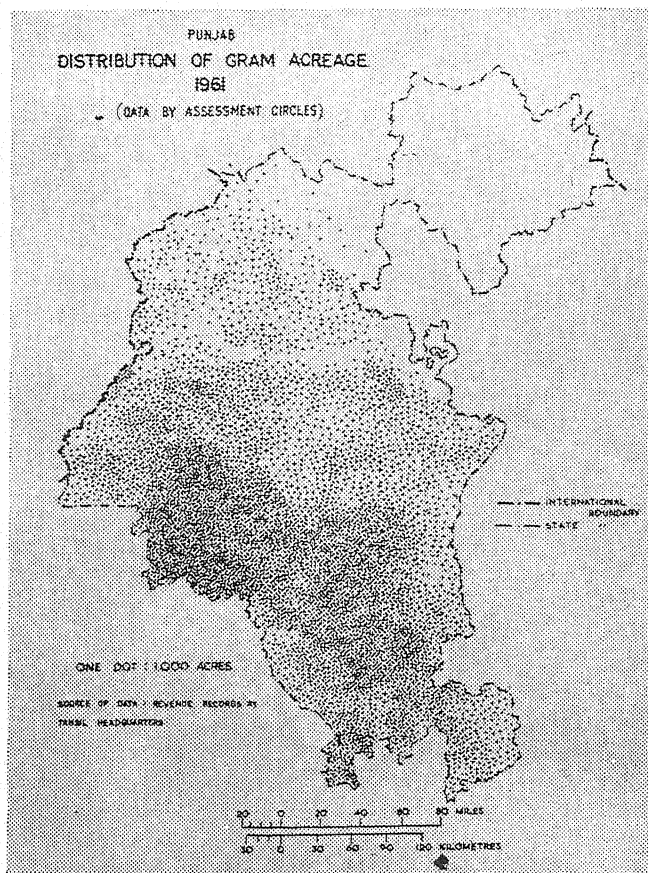 PUNJAB
DISTRIBUTION OF GRAM ACREAGE
1961
(DATA BY ASSESSMENT CIRCLES)
INTERNATIONAL
BOUNDARY
STATE "
ONE DOT : 1,000 ACRES
SOURCE OF DATA : REVENUE RECORDS AT
TAHSIL HEADQUARTERS
20 0 20 40 60 80 MILES
30 0 30 60 90 120 KILOMETRES